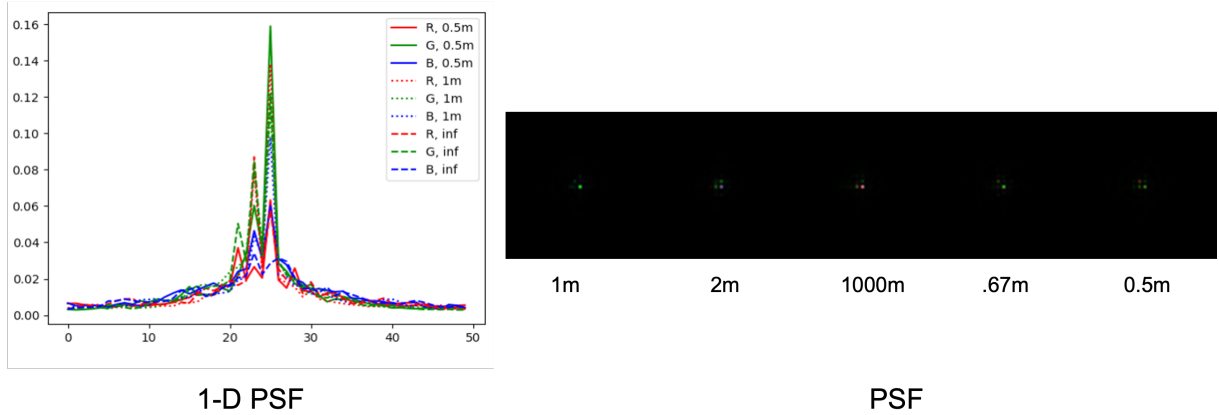 0.16
0.14
0.12
0.10
0.08
0.06
0.04
0.02
0.00
0 10 20 30 40 50
R, 0.5m
G, 0.5m
B, 0.5m
R, 1m
G, 1m
B, 1m
R, inf
G, inf
B, inf
1m 2m 1000m .67m 0.5m
1-D PSF
PSF